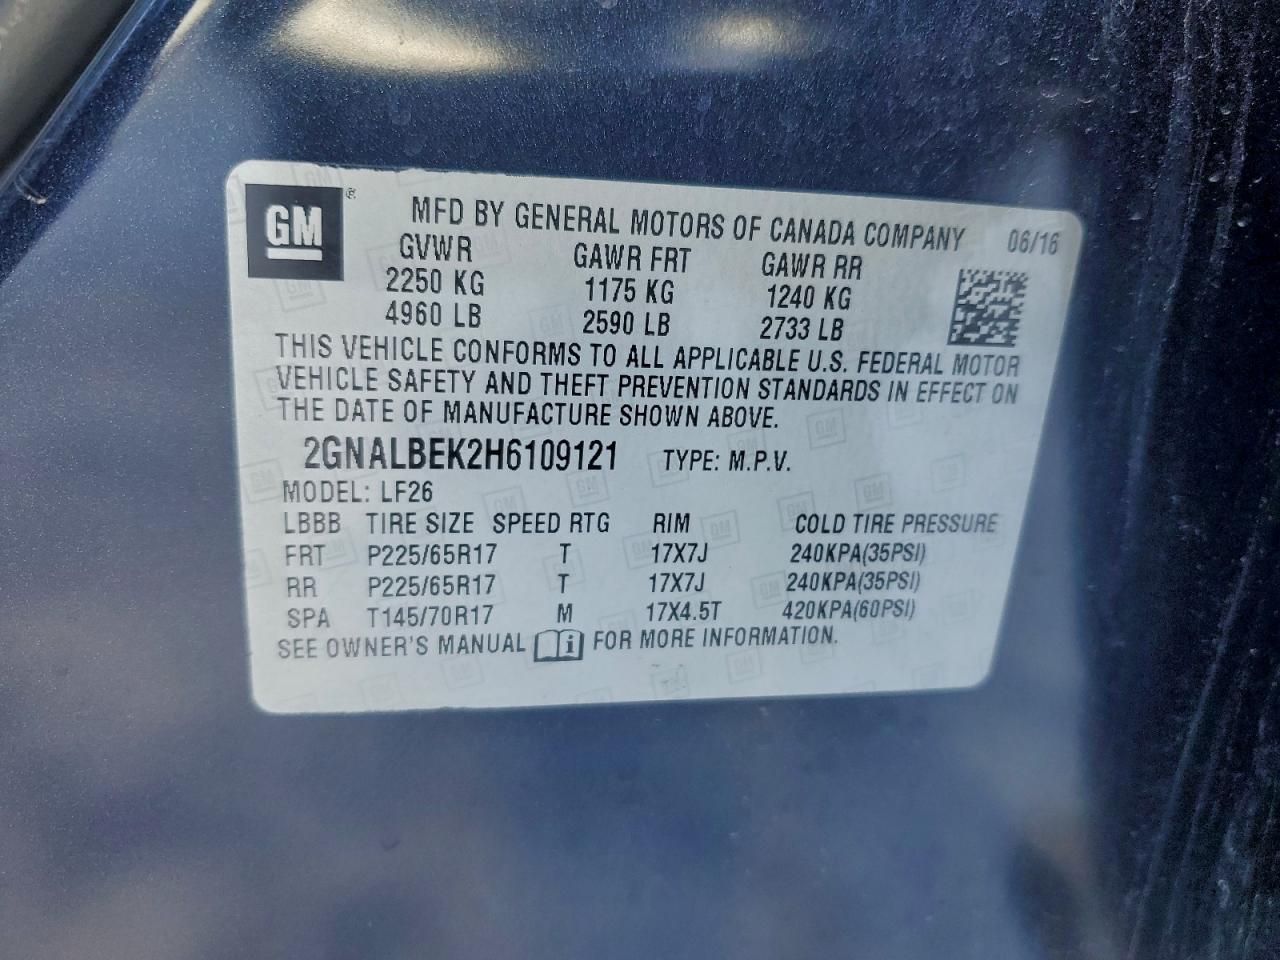 GM ®
MFD BY GENERAL MOTORS OF CANADA COMPANY 06/16
GVWR GAWR FRT GAWR RR
2250 KG 1175 KG 1240 KG
4960 LB 2590 LB 2733 LB
THIS VEHICLE CONFORMS TO ALL APPLICABLE U.S. FEDERAL MOTOR
VEHICLE SAFETY AND THEFT PREVENTION STANDARDS IN EFFECT ON
THE DATE OF MANUFACTURE SHOWN ABOVE.
2GNALBEK2H6109121 TYPE: M.P.V.
MODEL: LF26
LBBB TIRE SIZE SPEED RTG RIM COLD TIRE PRESSURE
FRT P225/65R17 T 17X7J 240KPA(35PSI)
RR P225/65R17 T 17X7J 240KPA(35PSI)
SPA T145/70R17 M 17X4.5T 420KPA(60PSI)
SEE OWNER'S MANUAL i FOR MORE INFORMATION.